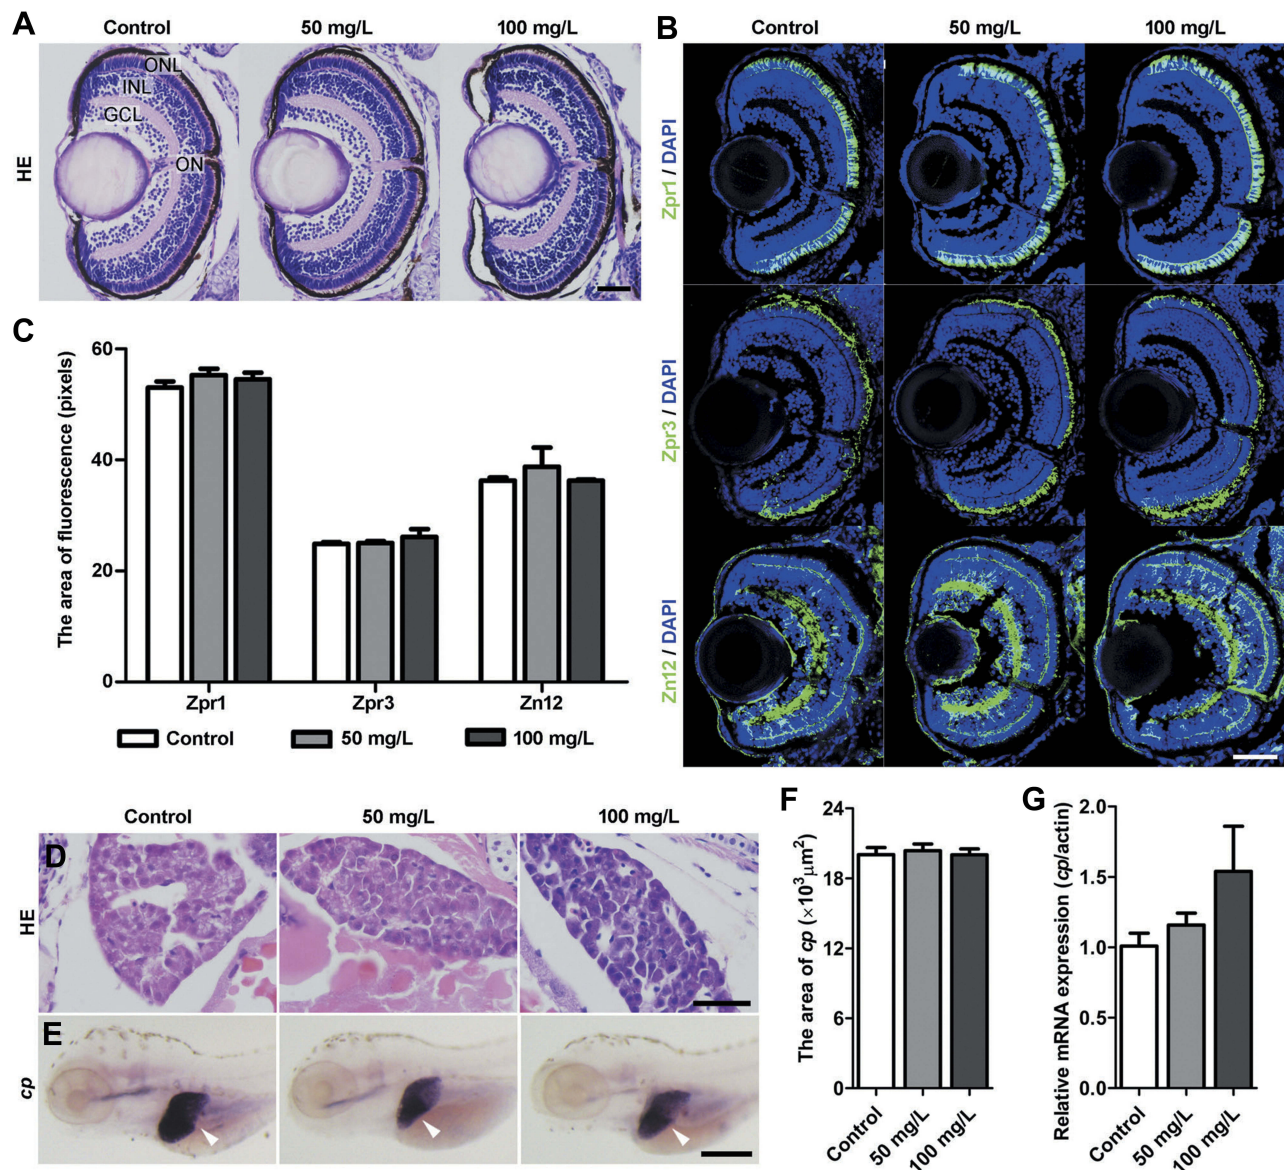 A
Control 50 mg/L 100 mg/L
HE
ONL
INL
GCL
ON
B
Control 50 mg/L 100 mg/L
Zpr1 / DAPI
Zpr3 / DAPI
Zn12 / DAPI
C
The area of fluorescence (pixels)
60
40
20
0
Zpr1 Zpr3 Zn12
Control 50 mg/L 100 mg/L
Control 50 mg/L 100 mg/L
D
HE
E
cp
F
The area of cp (×10³μm²)
24
18
12
6
0
Control 50 mg/L 100 mg/L
G
Relative mRNA expression (cp/actin)
2.0
1.5
1.0
0.5
0.0
Control 50 mg/L 100 mg/L